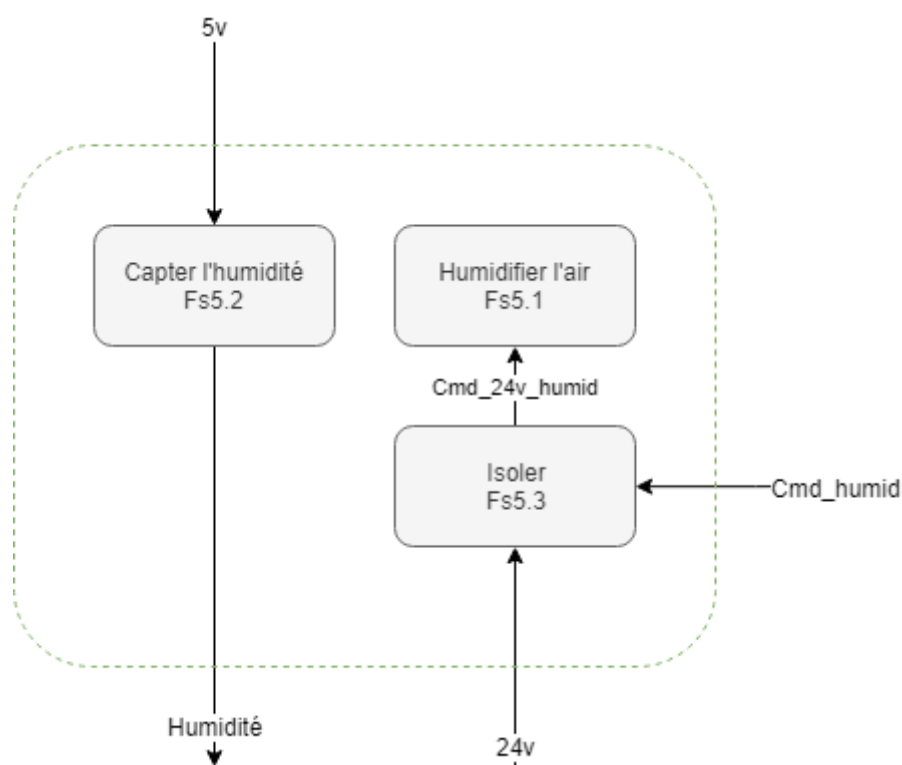 5v
Capter l'humidité
Fs5.2
Humidifier l'air
Fs5.1
Cmd_24v_humid
Isoler
Fs5.3
Cmd_humid
Humidité
24v